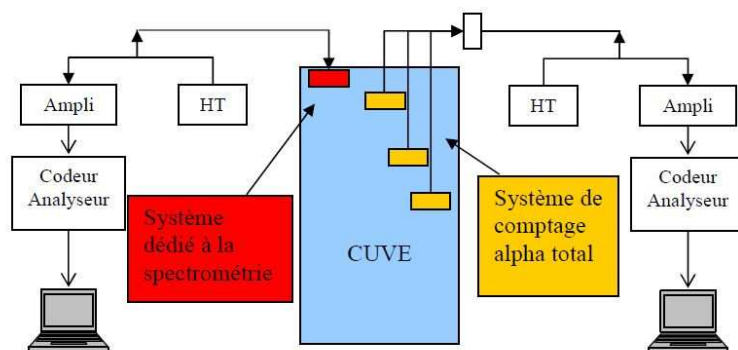 Ampli
HT
Codeur
Analyseur
Système
dédié à la
spectrométrie
CUVE
Système de
comptage
alpha total
HT
Ampli
Codeur
Analyseur